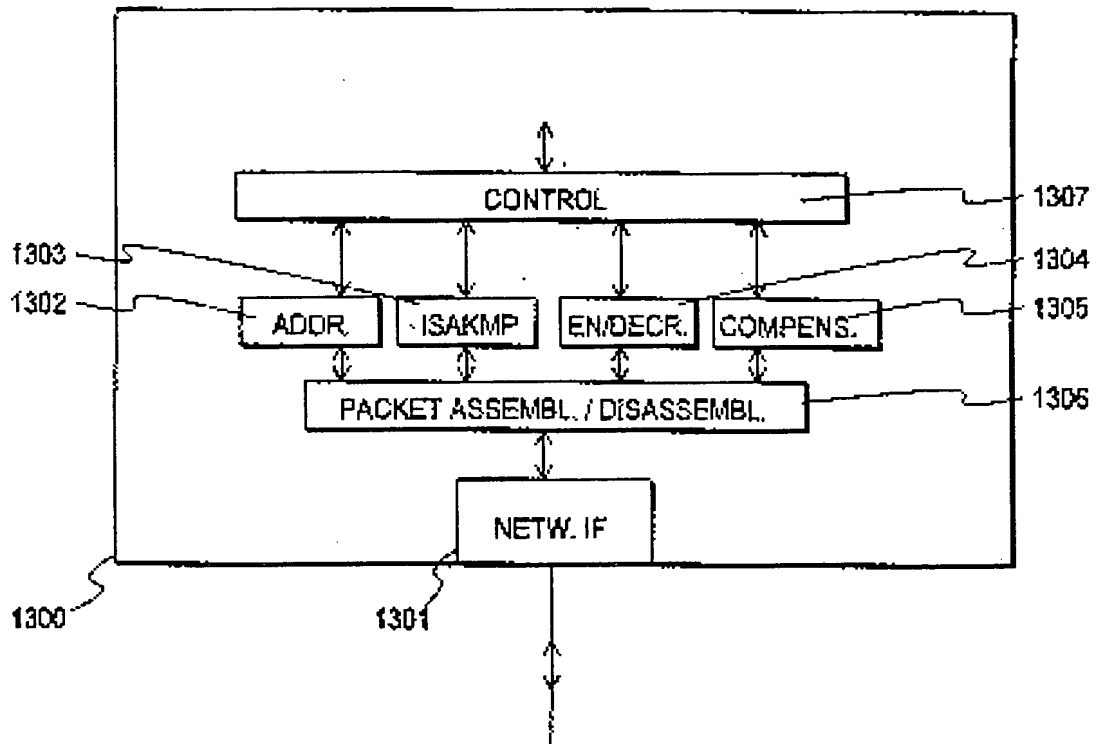 CONTROL
1307
1303
1304
1302
ADDR.
ISAKMP
EN/DECR.
COMPENS.
1305
PACKET ASSEMBL. / DISASSEMBL.
1306
NETW. IF
1300
1301